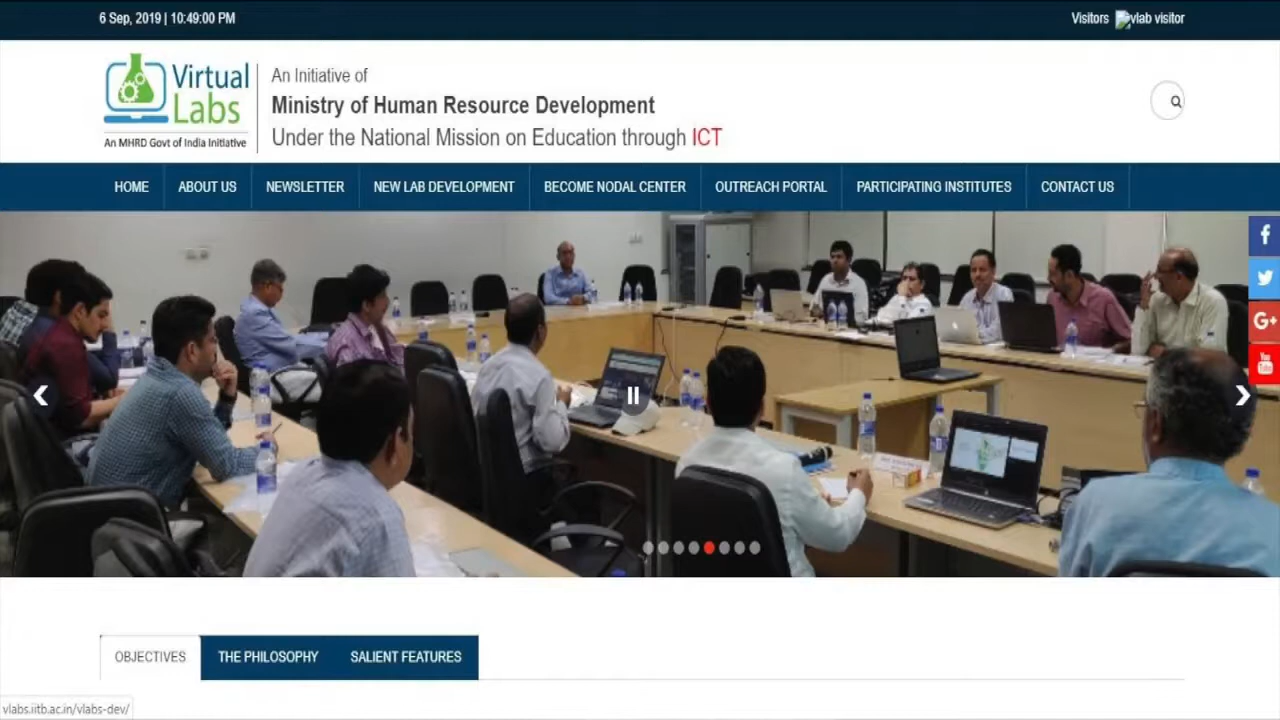 6 Sep, 2019 | 10:49:00 PM
Visitors vlab visitor
Virtual
Labs
An MHRD Govt of India Initiative
An Initiative of
Ministry of Human Resource Development
Under the National Mission on Education through ICT
HOME ABOUT US NEWSLETTER NEW LAB DEVELOPMENT BECOME NODAL CENTER OUTREACH PORTAL PARTICIPATING INSTITUTES CONTACT US
G+
You
Tube
OBJECTIVES THE PHILOSOPHY SALIENT FEATURES
vlabs.iitb.ac.in/vlabs-dev/